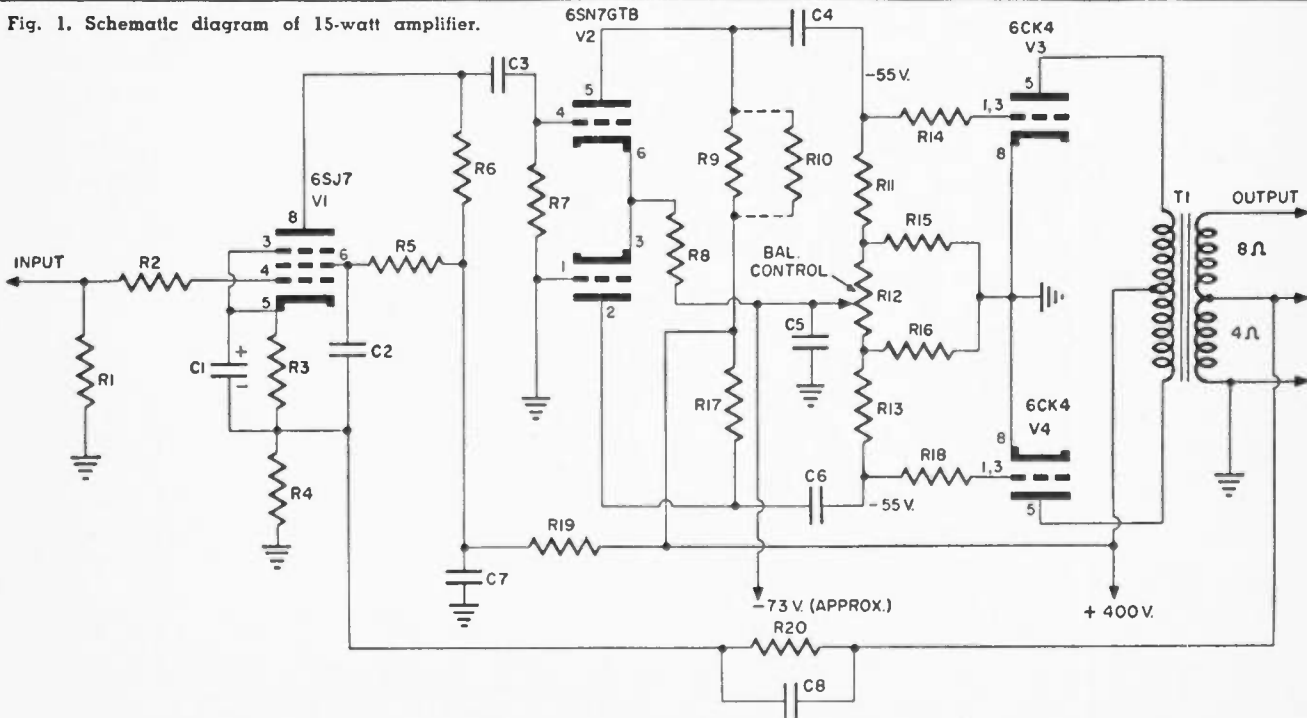 Fig. 1. Schematic diagram of 15-watt amplifier.
6SN7GTB
V2
C4
6CK4
V3
C3
-55 V.
5
4
5
1,3
R14
6
8
R6
R9
R10
R11
6SJ7
V1
R7
T1
OUTPUT
8
3
6
R5
3
R8
R15
8Ω
INPUT
R2
4
BAL.
CONTROL
1
R12
5
2
C5
R16
4Ω
R1
C1
+
-
R3
C2
R17
R13
6CK4
V4
8
R18
1,3
C6
R4
-55 V.
5
R19
C7
-73 V. (APPROX.)
+ 400 V.
R20
C8